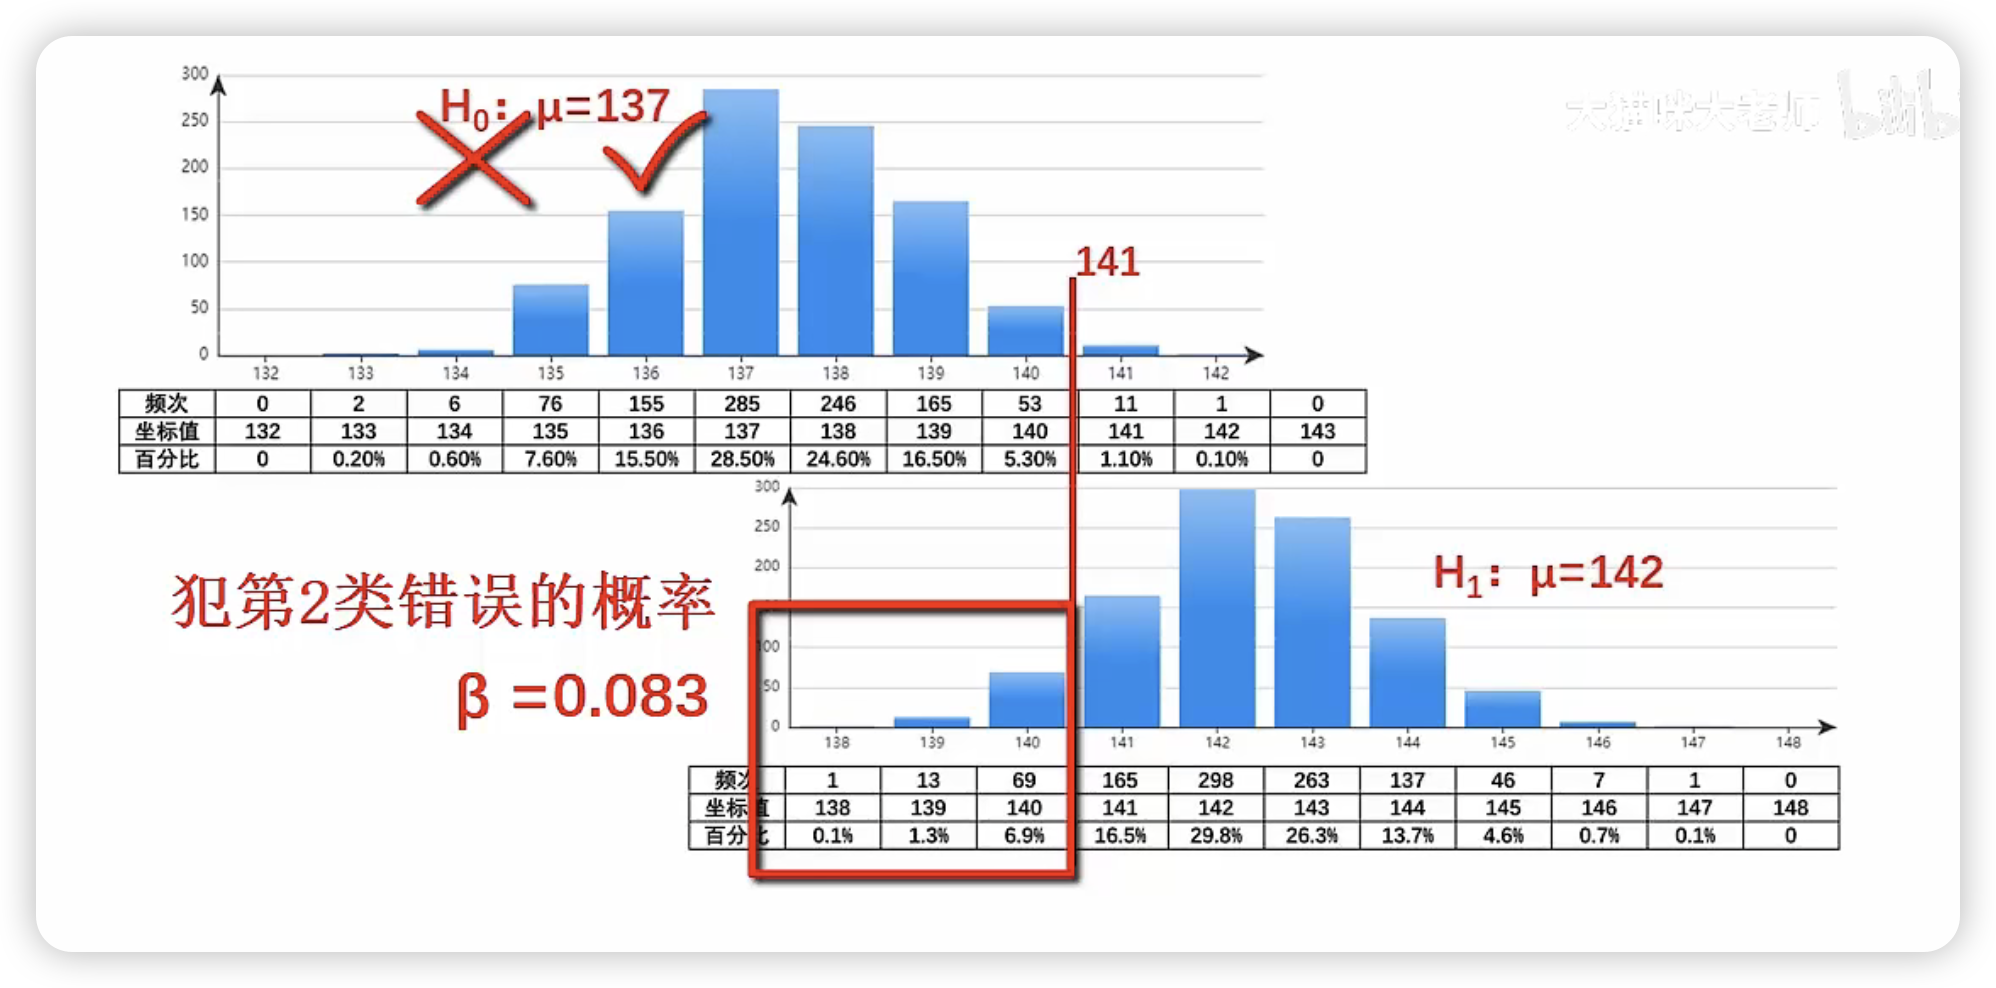 大猫咪大老师 bilibi
300
H₀：μ=137
250
200
150
141
100
50
0
132 133 134 135 136 137 138 139 140 141 142
频次 0 2 6 76 155 285 246 165 53 11 1 0
坐标值 132 133 134 135 136 137 138 139 140 141 142 143
百分比 0 0.20% 0.60% 7.60% 15.50% 28.50% 24.60% 16.50% 5.30% 1.10% 0.10% 0
300
250
H₁：μ=142
200
犯第2类错误的概率
100
β =0.083
50
0
138 139 140 141 142 143 144 145 146 147 148
频次 1 13 69 165 298 263 137 46 7 1 0
坐标值 138 139 140 141 142 143 144 145 146 147 148
百分比 0.1% 1.3% 6.9% 16.5% 29.8% 26.3% 13.7% 4.6% 0.7% 0.1% 0